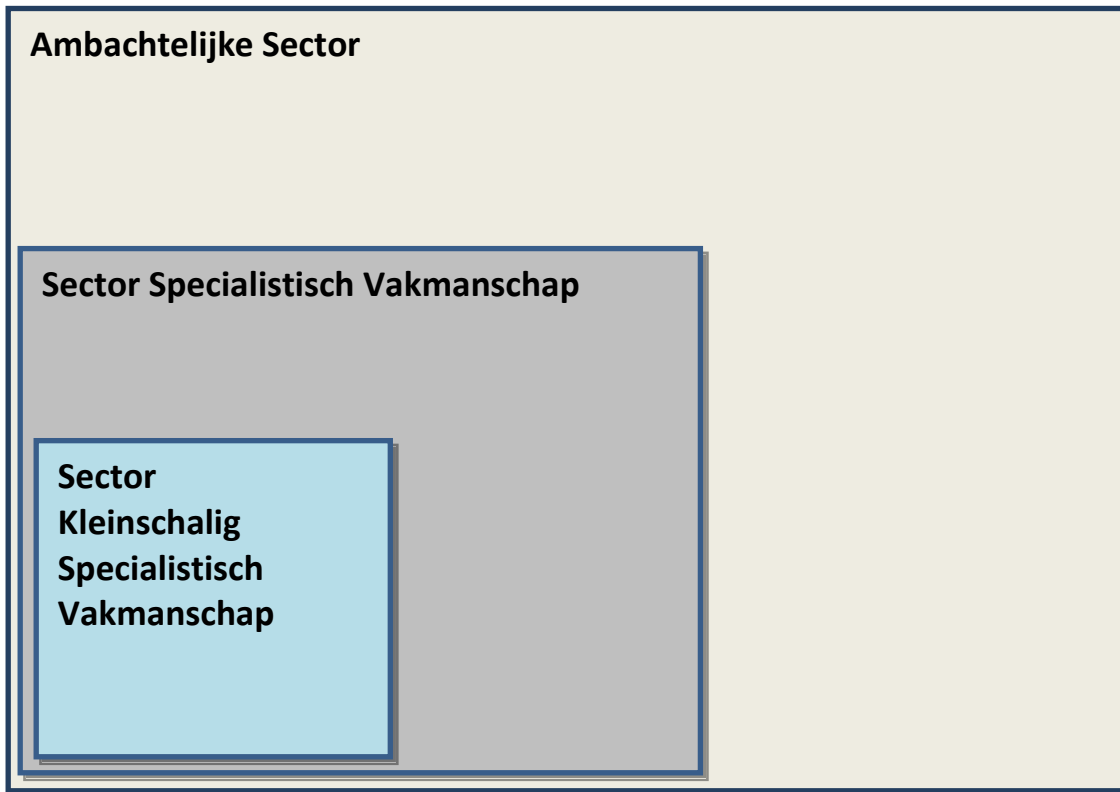 Ambachtelijke Sector
Sector Specialistisch Vakmanschap
Sector
Kleinschalig
Specialistisch
Vakmanschap